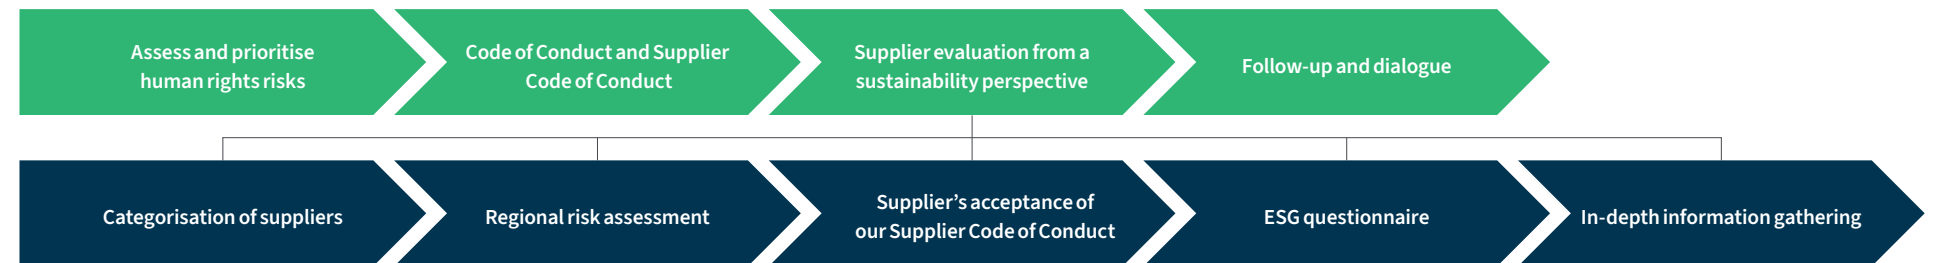 Assess and prioritise
human rights risks
Code of Conduct and Supplier
Code of Conduct
Supplier evaluation from a
sustainability perspective
Follow-up and dialogue
Categorisation of suppliers
Regional risk assessment
Supplier’s acceptance of
our Supplier Code of Conduct
ESG questionnaire
In-depth information gathering